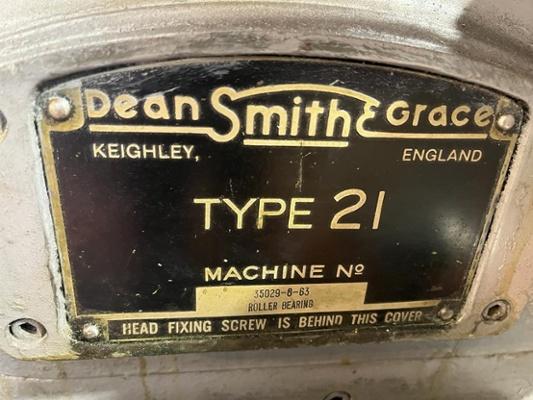 Dean Smith & Grace
KEIGHLEY, ENGLAND
TYPE 21
MACHINE Nº
35029-8-63
ROLLER BEARING
HEAD FIXING SCREW IS BEHIND THIS COVER